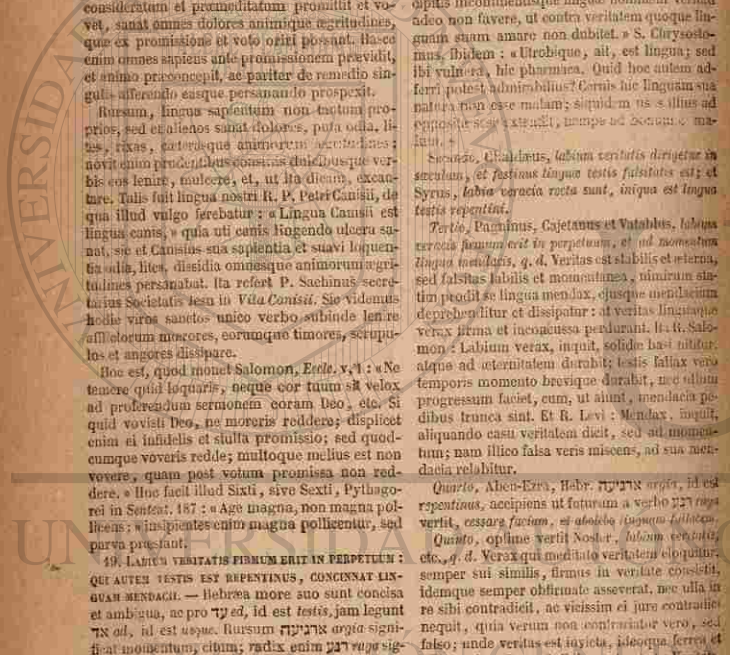 consideratum et præmeditatum promittit et vo-
vet, sanat omnes dolores animique ægritudines,
quæ ex promissione et voto oriri possunt. Hasce
enim omnes sapiens ante promissionem prævidit,
et animo præconcepit, ac pariter de remedio sin-
gulis afferendo easque persanando prospexit.
Rursum, lingua sapientum non tantum pro-
prios, sed et alienos sanat dolores, puta odia, li-
tes, rixas, cæterasque animorum ægritudines;
novit enim prudentibus consiliis dulcibusque ver-
bis eos lenire, mulcere, et, ut ita dicam, excan-
tare. Talis fuit lingua nostri R. P. Petri Canisii, de
qua illud vulgo ferebatur : « Lingua Canisii est
lingua canis, » quia uti canis lingendo ulcera sa-
nat, sic et Canisius sua sapientia et suavi loquen-
tia odia, lites, dissidia omnesque animorum ægri-
tudines persanabat. Ita refert P. Sachinus, secre-
tarius Societatis Iesu in Vita Canisii. Sic videmus
hodie viros sanctos unico verbo subinde lenire
afflictorum mœrores, eorumque timores, scrupu-
los et angores dissipare.
Hoc est, quod monet Salomon, Eccle. v, 1 : « Ne
temere quid loquaris, neque cor tuum sit velox
ad proferendum sermonem coram Deo, etc. Si
quid vovisti Deo, ne moreris reddere; displicet
enim ei infidelis et stulta promissio; sed quod-
cumque voveris redde; multoque melius est non
vovere, quam post votum promissa non red-
dere. » Huc facit illud Sixti, sive Sexti, Pythago-
rei in Sentent. 187 : « Age magna, non magna pol-
licens; » insipientes enim magna pollicentur, sed
parva præstant.
19. LABIUM VERITATIS FIRMUM ERIT IN PERPETUUM :
QUI AUTEM TESTIS EST REPENTINUS, CONCINNAT LIN-
GUAM MENDACII. — Hebræa more suo sunt concisa
et ambigua, ac pro עד ed, id est testis, jam legunt
עד ad, id est usque. Rursum ארגיעה argia signi-
ficat momentum, citum; radix enim רגע raga sig-
adeo non favere, ut contra veritatem quoque lin-
guam suam amare non dubitet. » S. Chrysosto-
mus, ibidem : « Utrobique, ait, est lingua; sed
ibi vulnera, hic pharmaca. Quid hoc autem ad-
ferri potest admirabilius? Cernis hic linguam sua
natura non esse malam; siquidem usus illius ad
opposita sese extendit, nempe ad bonum et ma-
lum. »
Secundo, Chaldæus, labium veritatis dirigetur in
sæculum, et festinus linguæ testis falsitatis est; et
Syrus, labia veracia recta sunt, iniqua est lingua
testis repentini.
Tertio, Pagninus, Cajetanus et Vatablus, labium
veracis firmum erit in perpetuum, et ad momentum
lingua mendacis, q. d. Veritas est stabilis et æterna,
sed falsitas labilis et momentanea, nimirum sta-
tim prodit se lingua mendax, ejusque mendacium
deprehenditur et dissipatur : at veritas linguaque
verax firma et inconcussa perdurant. Ita R. Salo-
mon : Labium verax, inquit, solidæ basi nititur,
atque ad æternitatem durabit; testis fallax vero
temporis momento brevique durabit, nec ullum
progressum faciet, cum, ut aiunt, mendacia pe-
dibus trunca sint. Et R. Levi : Mendax, inquit,
aliquando casu veritatem dicit, sed ad momen-
tum; nam illico falsa veris miscens, ad sua men-
dacia relabitur.
Quarto, Aben-Ezra, Hebr. ארגיעה argia, id est
repentinus, accipiens ut futurum a verbo רגע raga
vertit, cessare faciam, et abolebo linguam fallacem.
Quinto, optime vertit Noster, labium veritatis,
etc., q. d. Verax qui meditato veritatem eloquitur,
semper sui similis, firmus in veritate consistit,
idemque semper obfirmate asseverat, nec ulla in
re sibi contradicit, ac vicissim ei jure contradici
nequit, quia verum non contrariatur vero, sed
falso; unde veritas est invicta, ideoque ferrea et